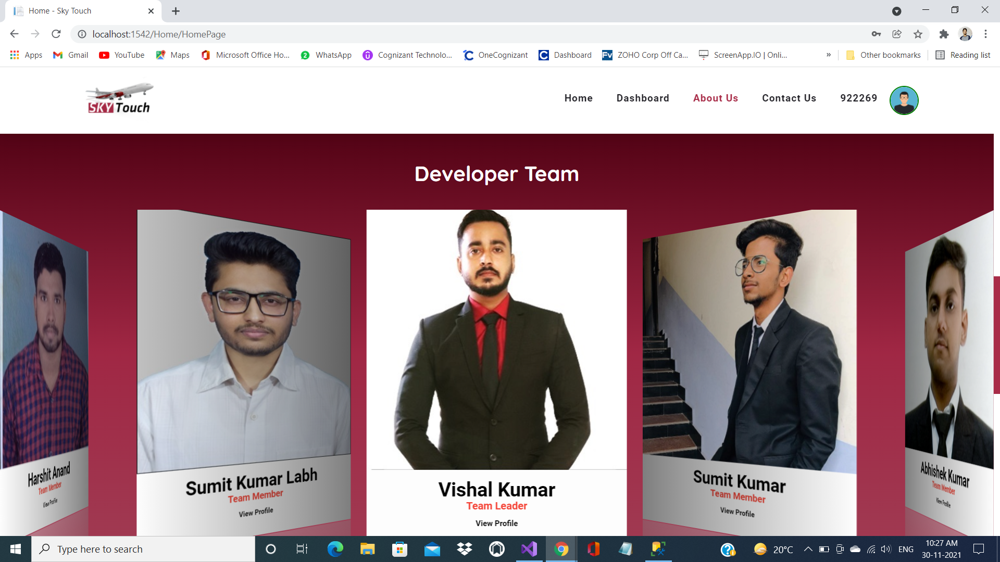 Home - Sky Touch
localhost:1542/Home/HomePage
Apps Gmail YouTube Maps Microsoft Office Ho... WhatsApp Cognizant Technolo... OneCognizant Dashboard ZOHO Corp Off Ca... ScreenApp.IO | Onli... » Other bookmarks Reading list
SKY Touch
Home Dashboard About Us Contact Us 922269
Developer Team
Harshit Anand
Team Member
View Profile
Sumit Kumar Labh
Team Member
View Profile
Vishal Kumar
Team Leader
View Profile
Sumit Kumar
Team Member
View Profile
Abhishek Kumar
Team Member
View Profile
Type here to search
20°C
ENG
10:27 AM
30-11-2021